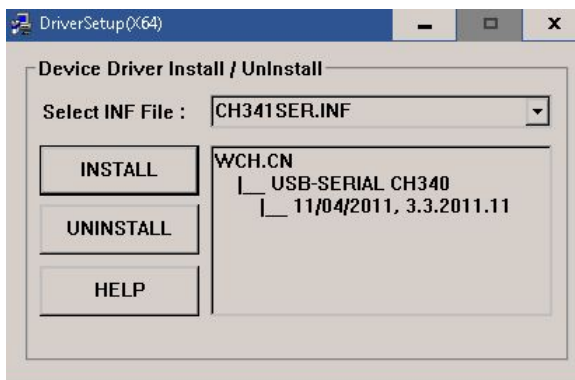 DriverSetup(X64)
Device Driver Install / UnInstall
Select INF File :
CH341SER.INF
INSTALL
UNINSTALL
HELP
WCH.CN
|__ USB-SERIAL CH340
|__ 11/04/2011, 3.3.2011.11